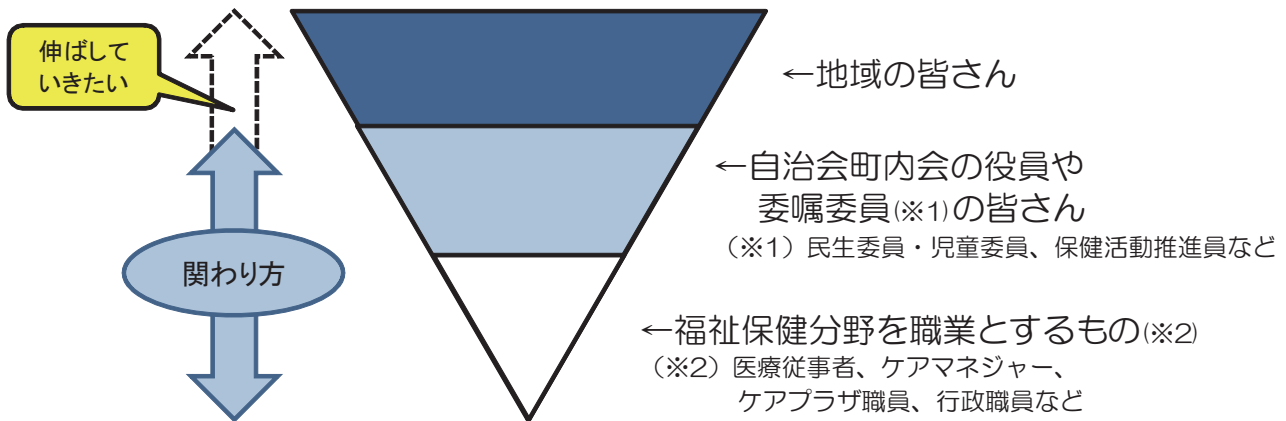 伸ばして
いきたい
関わり方
←地域の皆さん
←自治会町内会の役員や
委嘱委員(※1)の皆さん
（※1）民生委員・児童委員、保健活動推進員など
←福祉保健分野を職業とするもの(※2)
（※2）医療従事者、ケアマネジャー、
ケアプラザ職員、行政職員など